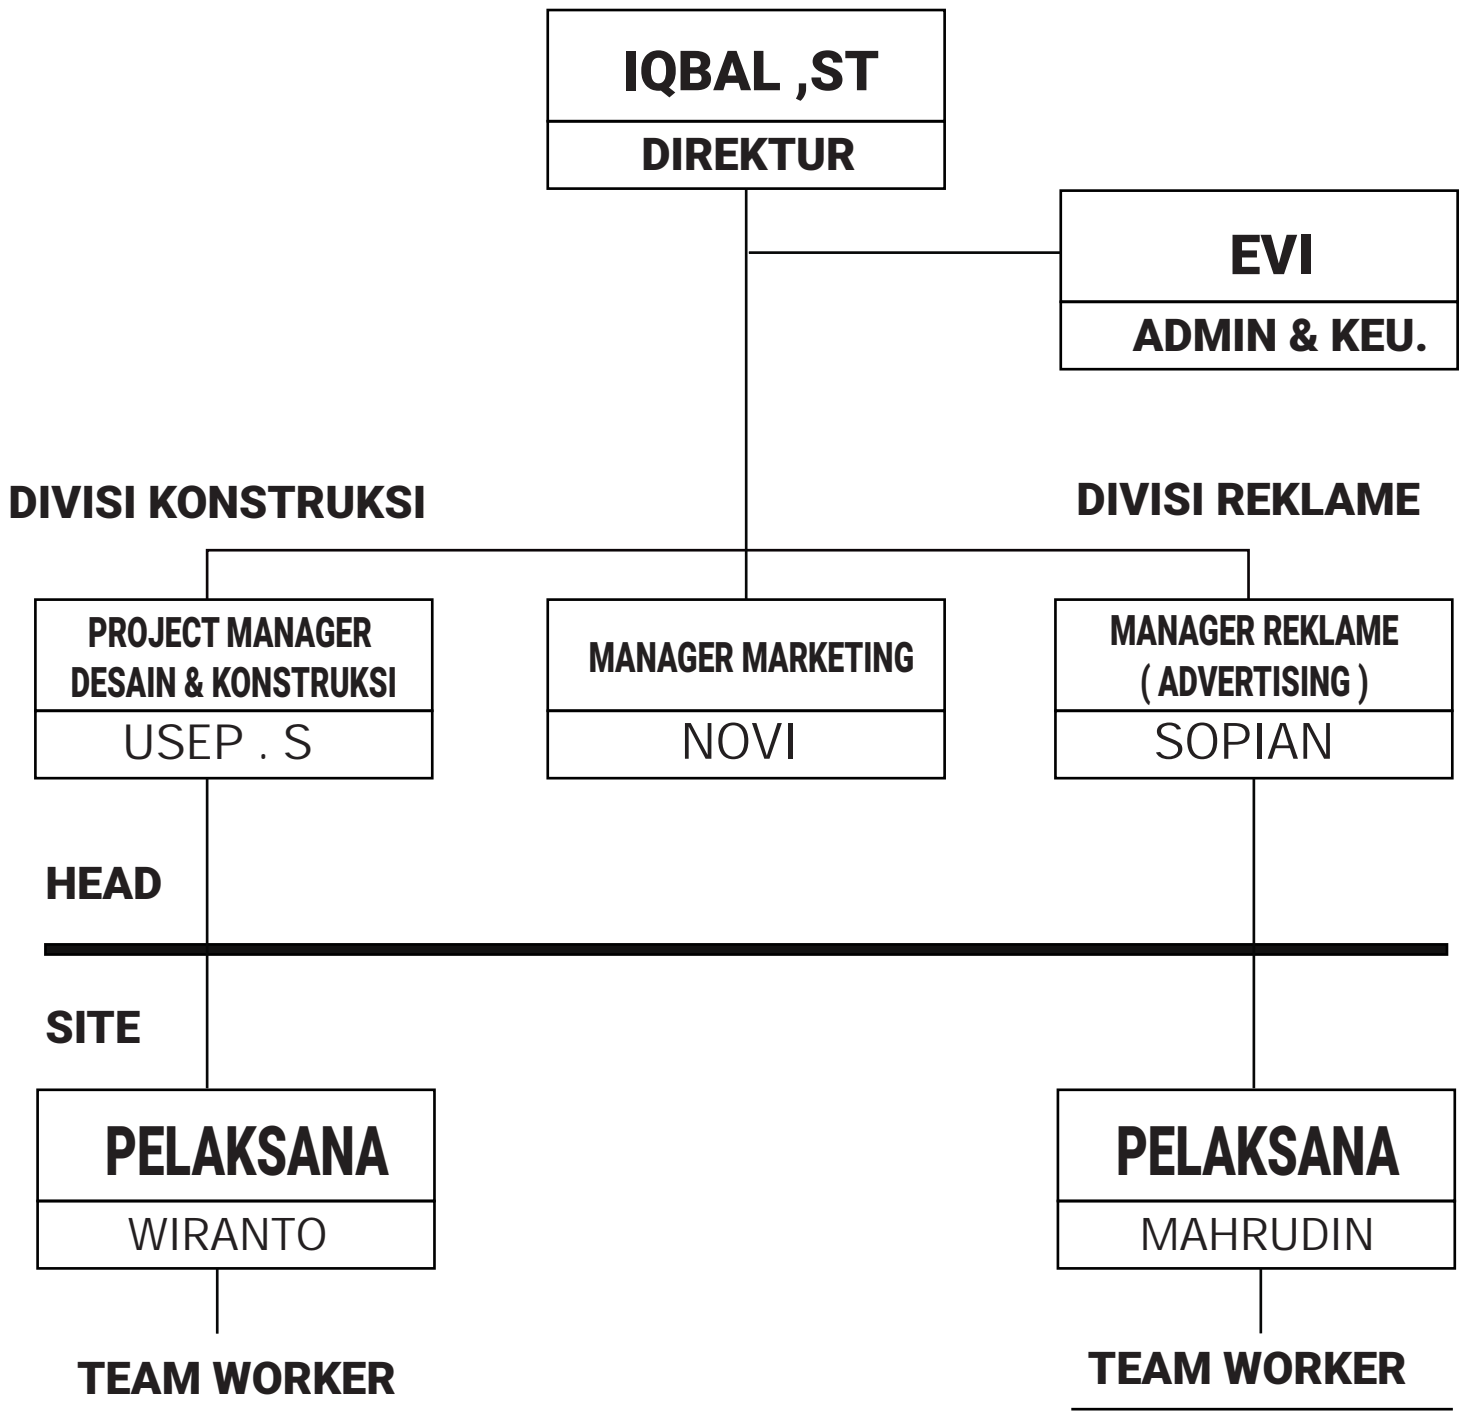 IQBAL ,ST
DIREKTUR
EVI
ADMIN & KEU.
DIVISI KONSTRUKSI
DIVISI REKLAME
PROJECT MANAGER
DESAIN & KONSTRUKSI
USEP . S
MANAGER MARKETING
NOVI
MANAGER REKLAME
( ADVERTISING )
SOPIAN
HEAD
SITE
PELAKSANA
WIRANTO
PELAKSANA
MAHRUDIN
TEAM WORKER
TEAM WORKER